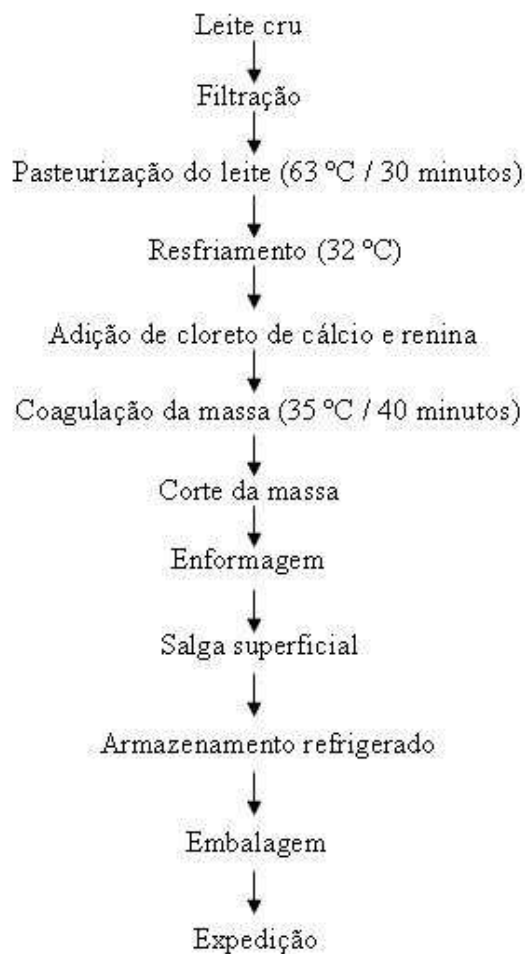 Leite cru
Filtração
Pasteurização do leite (63 ºC / 30 minutos)
Resfriamento (32 ºC)
Adição de cloreto de cálcio e renina
Coagulação da massa (35 ºC / 40 minutos)
Corte da massa
Enformagem
Salga superficial
Armazenamento refrigerado
Embalagem
Expedição